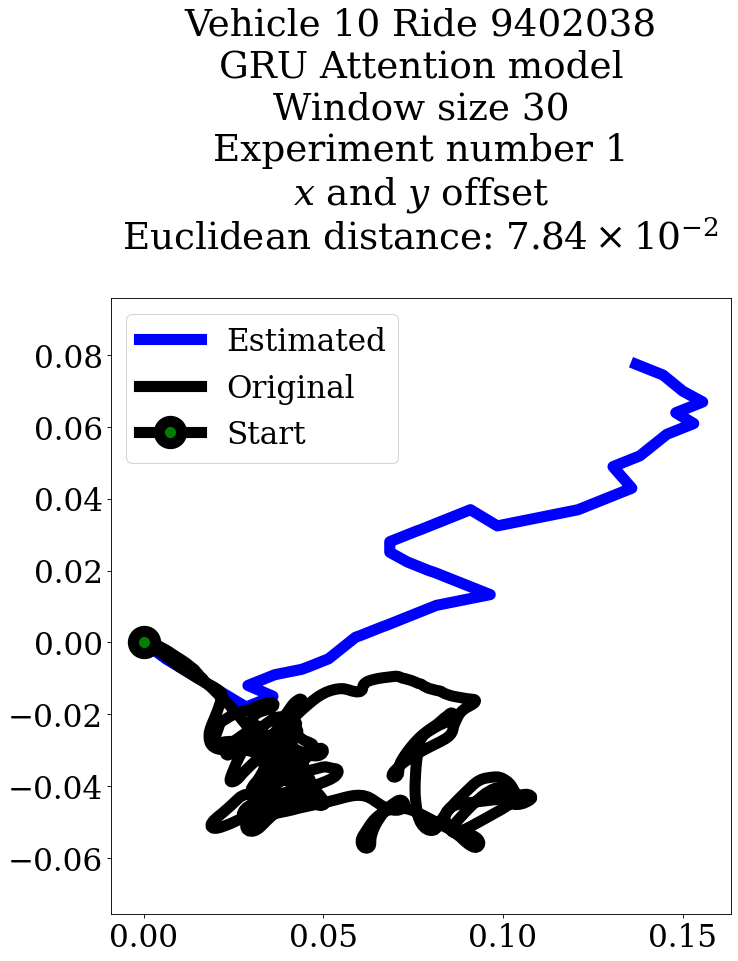 Vehicle 10 Ride 9402038
GRU Attention model
Window size 30
Experiment number 1
x and y offset
Euclidean distance: 7.84 × 10⁻²
Estimated
Original
Start
0.08
0.06
0.04
0.02
0.00
−0.02
−0.04
−0.06
0.00 0.05 0.10 0.15